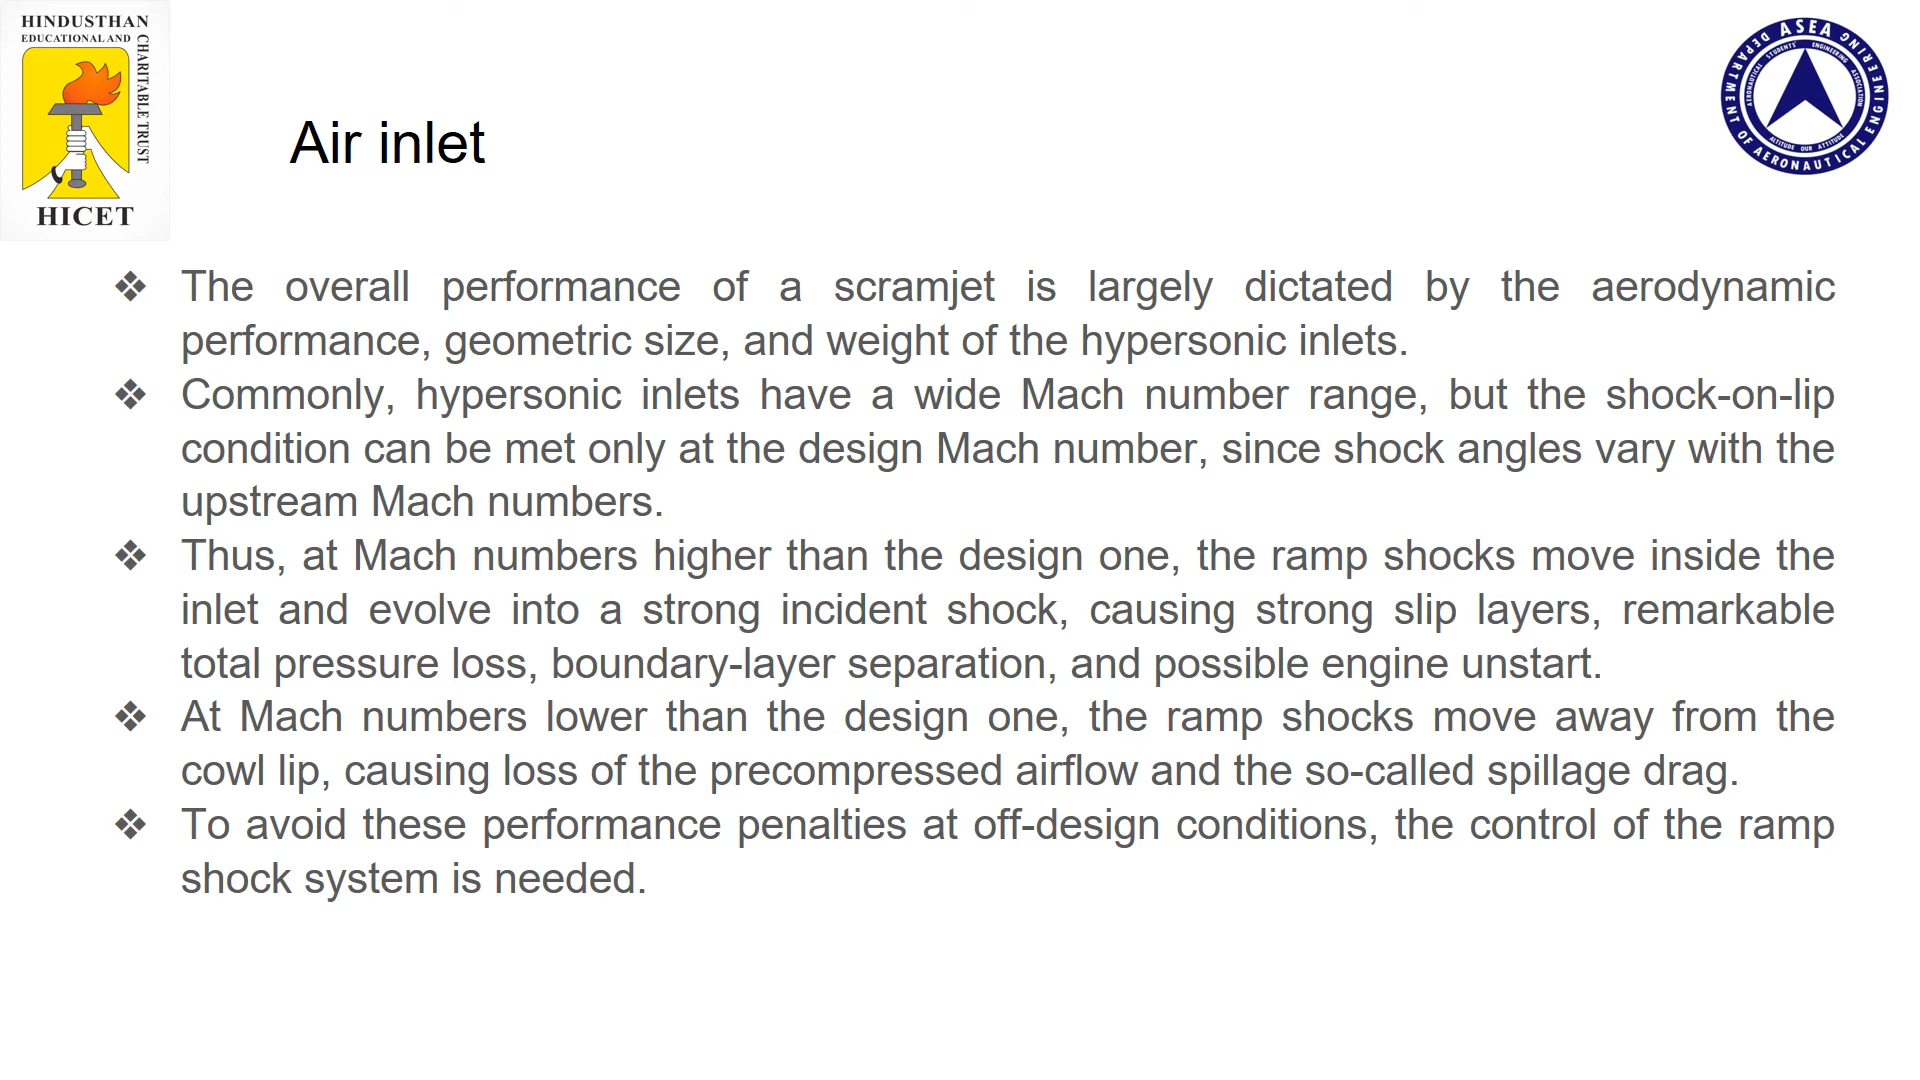 HINDUSTHAN
EDUCATIONAL AND
CHARITABLE TRUST
HICET
ASEA
DEPARTMENT OF AERONAUTICAL ENGINEERING
AERONAUTICAL STUDENTS' ENGINEERING ASSOCIATION
ALTITUDE OUR ATTITUDE
Air inlet
❖ The overall performance of a scramjet is largely dictated by the aerodynamic
performance, geometric size, and weight of the hypersonic inlets.
❖ Commonly, hypersonic inlets have a wide Mach number range, but the shock-on-lip
condition can be met only at the design Mach number, since shock angles vary with the
upstream Mach numbers.
❖ Thus, at Mach numbers higher than the design one, the ramp shocks move inside the
inlet and evolve into a strong incident shock, causing strong slip layers, remarkable
total pressure loss, boundary-layer separation, and possible engine unstart.
❖ At Mach numbers lower than the design one, the ramp shocks move away from the
cowl lip, causing loss of the precompressed airflow and the so-called spillage drag.
❖ To avoid these performance penalties at off-design conditions, the control of the ramp
shock system is needed.